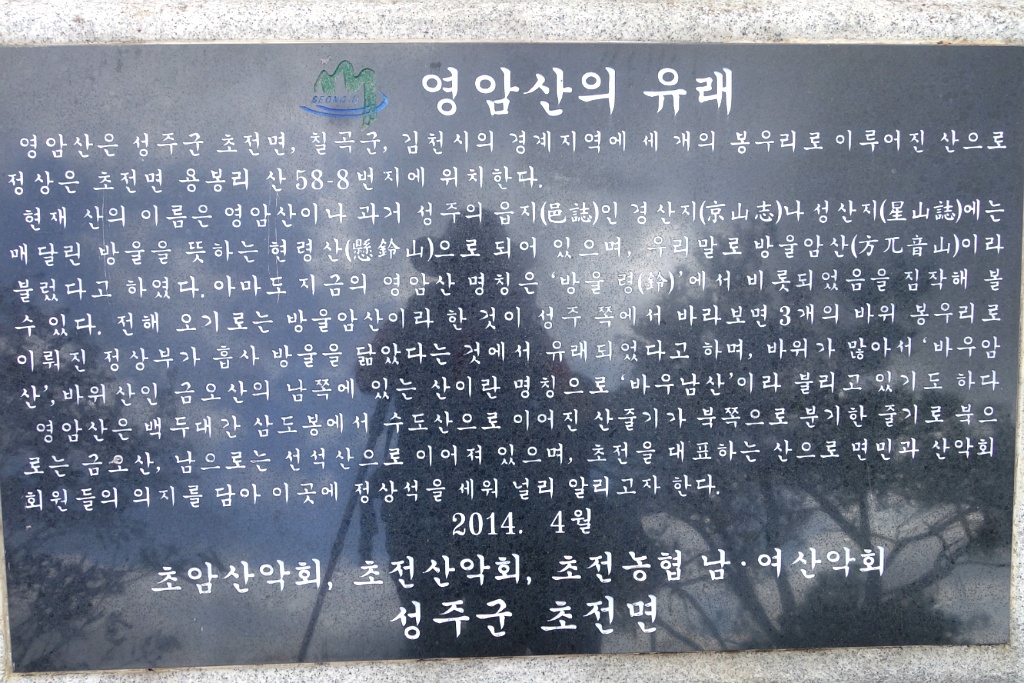 영암산의 유래
영암산은 성주군 초전면, 칠곡군, 김천시의 경계지역에 세 개의 봉우리로 이루어진 산으로
정상은 초전면 용봉리 산 58-8번지에 위치한다.
현재 산의 이름은 영암산이나 과거 성주의 읍지(邑誌)인 경산지(京山志)나 성산지(星山誌)에는
매달린 방울을 뜻하는 현령산(懸鈴山)으로 되어 있으며, 우리말로 방울암산(方兀音山)이라
불렀다고 하였다. 아마도 지금의 영암산 명칭은 '방울 령(鈴)'에서 비롯되었음을 짐작해 볼
수 있다. 전해 오기로는 방울암산이라 한 것이 성주 쪽에서 바라보면 3개의 바위 봉우리로
이뤄진 정상부가 흡사 방울을 닮았다는 것에서 유래되었다고 하며, 바위가 많아서 '바우암
산', 바위산인 금오산의 남쪽에 있는 산이란 명칭으로 '바우남산'이라 불리고 있기도 하다
영암산은 백두대간 삼도봉에서 수도산으로 이어진 산줄기가 북쪽으로 분기한 줄기로 북으
로는 금오산, 남으로는 선석산으로 이어져 있으며, 초전을 대표하는 산으로 면민과 산악회
회원들의 의지를 담아 이곳에 정상석을 세워 널리 알리고자 한다.
2014. 4월
초암산악회, 초전산악회, 초전농협 남·여산악회
성주군 초전면